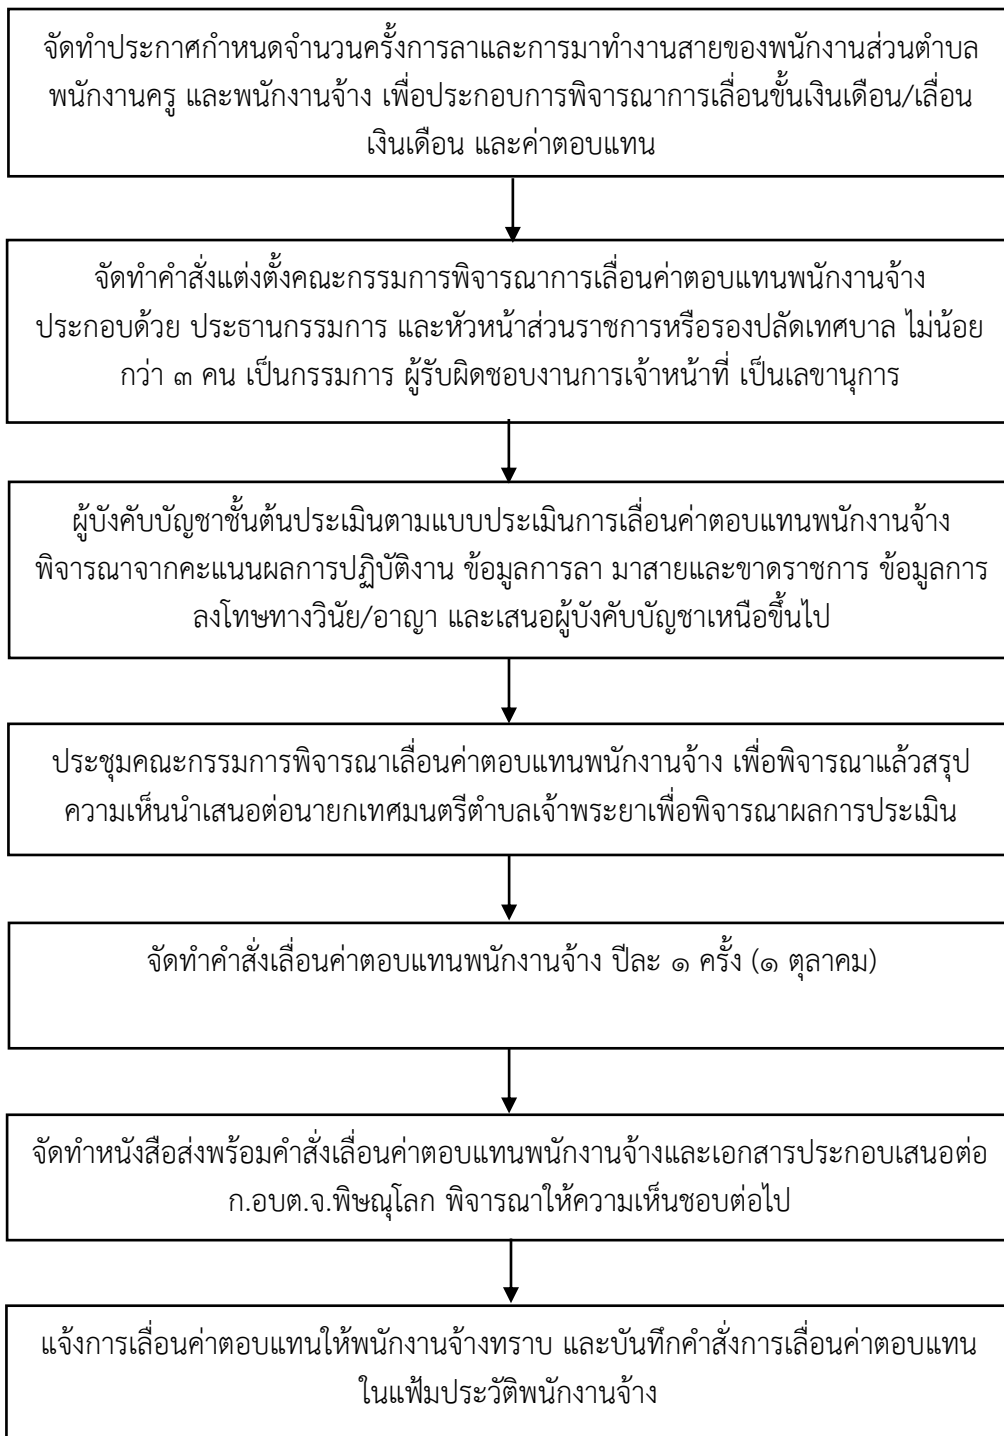 จัดทำประกาศกำหนดจำนวนครั้งการลาและการมาทำงานสายของพนักงานส่วนตำบล
พนักงานครู และพนักงานจ้าง เพื่อประกอบการพิจารณาการเลื่อนขั้นเงินเดือน/เลื่อน
เงินเดือน และค่าตอบแทน
จัดทำคำสั่งแต่งตั้งคณะกรรมการพิจารณาการเลื่อนค่าตอบแทนพนักงานจ้าง
ประกอบด้วย ประธานกรรมการ และหัวหน้าส่วนราชการหรือรองปลัดเทศบาล ไม่น้อย
กว่า ๓ คน เป็นกรรมการ ผู้รับผิดชอบงานการเจ้าหน้าที่ เป็นเลขานุการ
ผู้บังคับบัญชาชั้นต้นประเมินตามแบบประเมินการเลื่อนค่าตอบแทนพนักงานจ้าง
พิจารณาจากคะแนนผลการปฏิบัติงาน ข้อมูลการลา มาสายและขาดราชการ ข้อมูลการ
ลงโทษทางวินัย/อาญา และเสนอผู้บังคับบัญชาเหนือขึ้นไป
ประชุมคณะกรรมการพิจารณาเลื่อนค่าตอบแทนพนักงานจ้าง เพื่อพิจารณาแล้วสรุป
ความเห็นนำเสนอต่อนายกเทศมนตรีตำบลเจ้าพระยาเพื่อพิจารณาผลการประเมิน
จัดทำคำสั่งเลื่อนค่าตอบแทนพนักงานจ้าง ปีละ ๑ ครั้ง (๑ ตุลาคม)
จัดทำหนังสือส่งพร้อมคำสั่งเลื่อนค่าตอบแทนพนักงานจ้างและเอกสารประกอบเสนอต่อ
ก.อบต.จ.พิษณุโลก พิจารณาให้ความเห็นชอบต่อไป
แจ้งการเลื่อนค่าตอบแทนให้พนักงานจ้างทราบ และบันทึกคำสั่งการเลื่อนค่าตอบแทน
ในแฟ้มประวัติพนักงานจ้าง